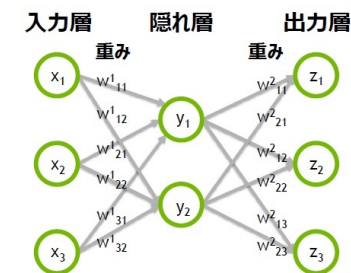 入力層 隠れ層 出力層
重み 重み
x1 w¹11 w²11 z1
w¹12 y1 w²21
x2 w¹21 w²12 z2
w¹22 y2 w²22
w¹31 w²13
x3 w¹32 w²23 z3